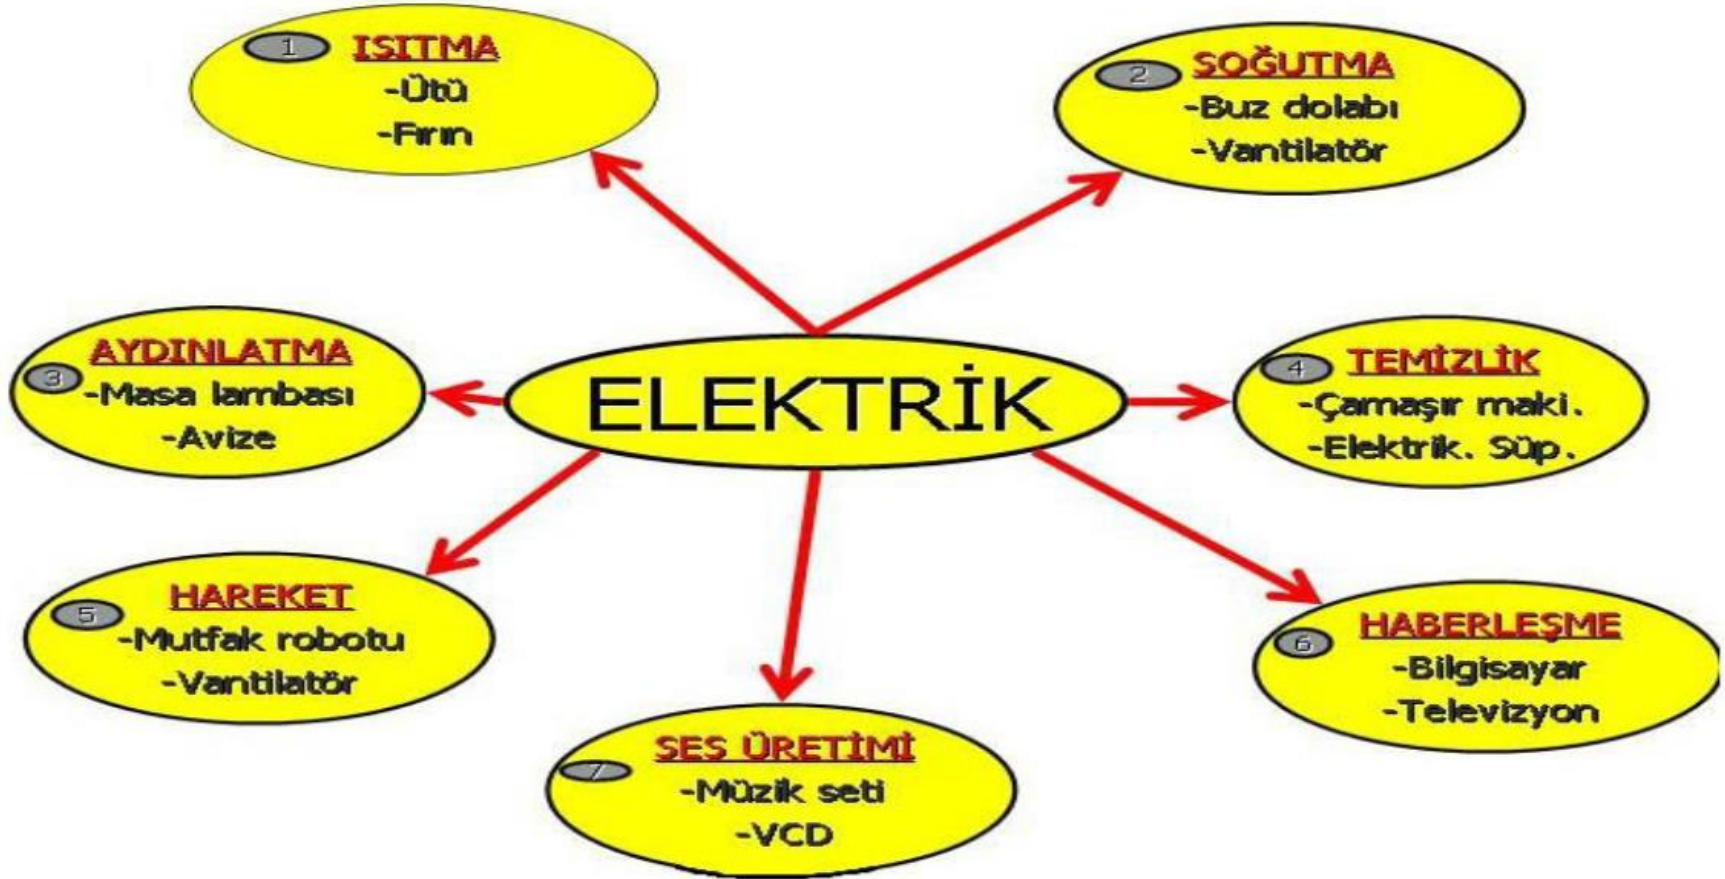 1 ISITMA
-Ütü
-Fırın
2 SOĞUTMA
-Buz dolabı
-Vantilatör
3 AYDINLATMA
-Masa lambası
-Avize
ELEKTRİK
4 TEMİZLİK
-Çamaşır maki.
-Elektrik. Süp.
5 HAREKET
-Mutfak robotu
-Vantilatör
6 HABERLEŞME
-Bilgisayar
-Televizyon
7 SES ÜRETİMİ
-Müzik seti
-VCD